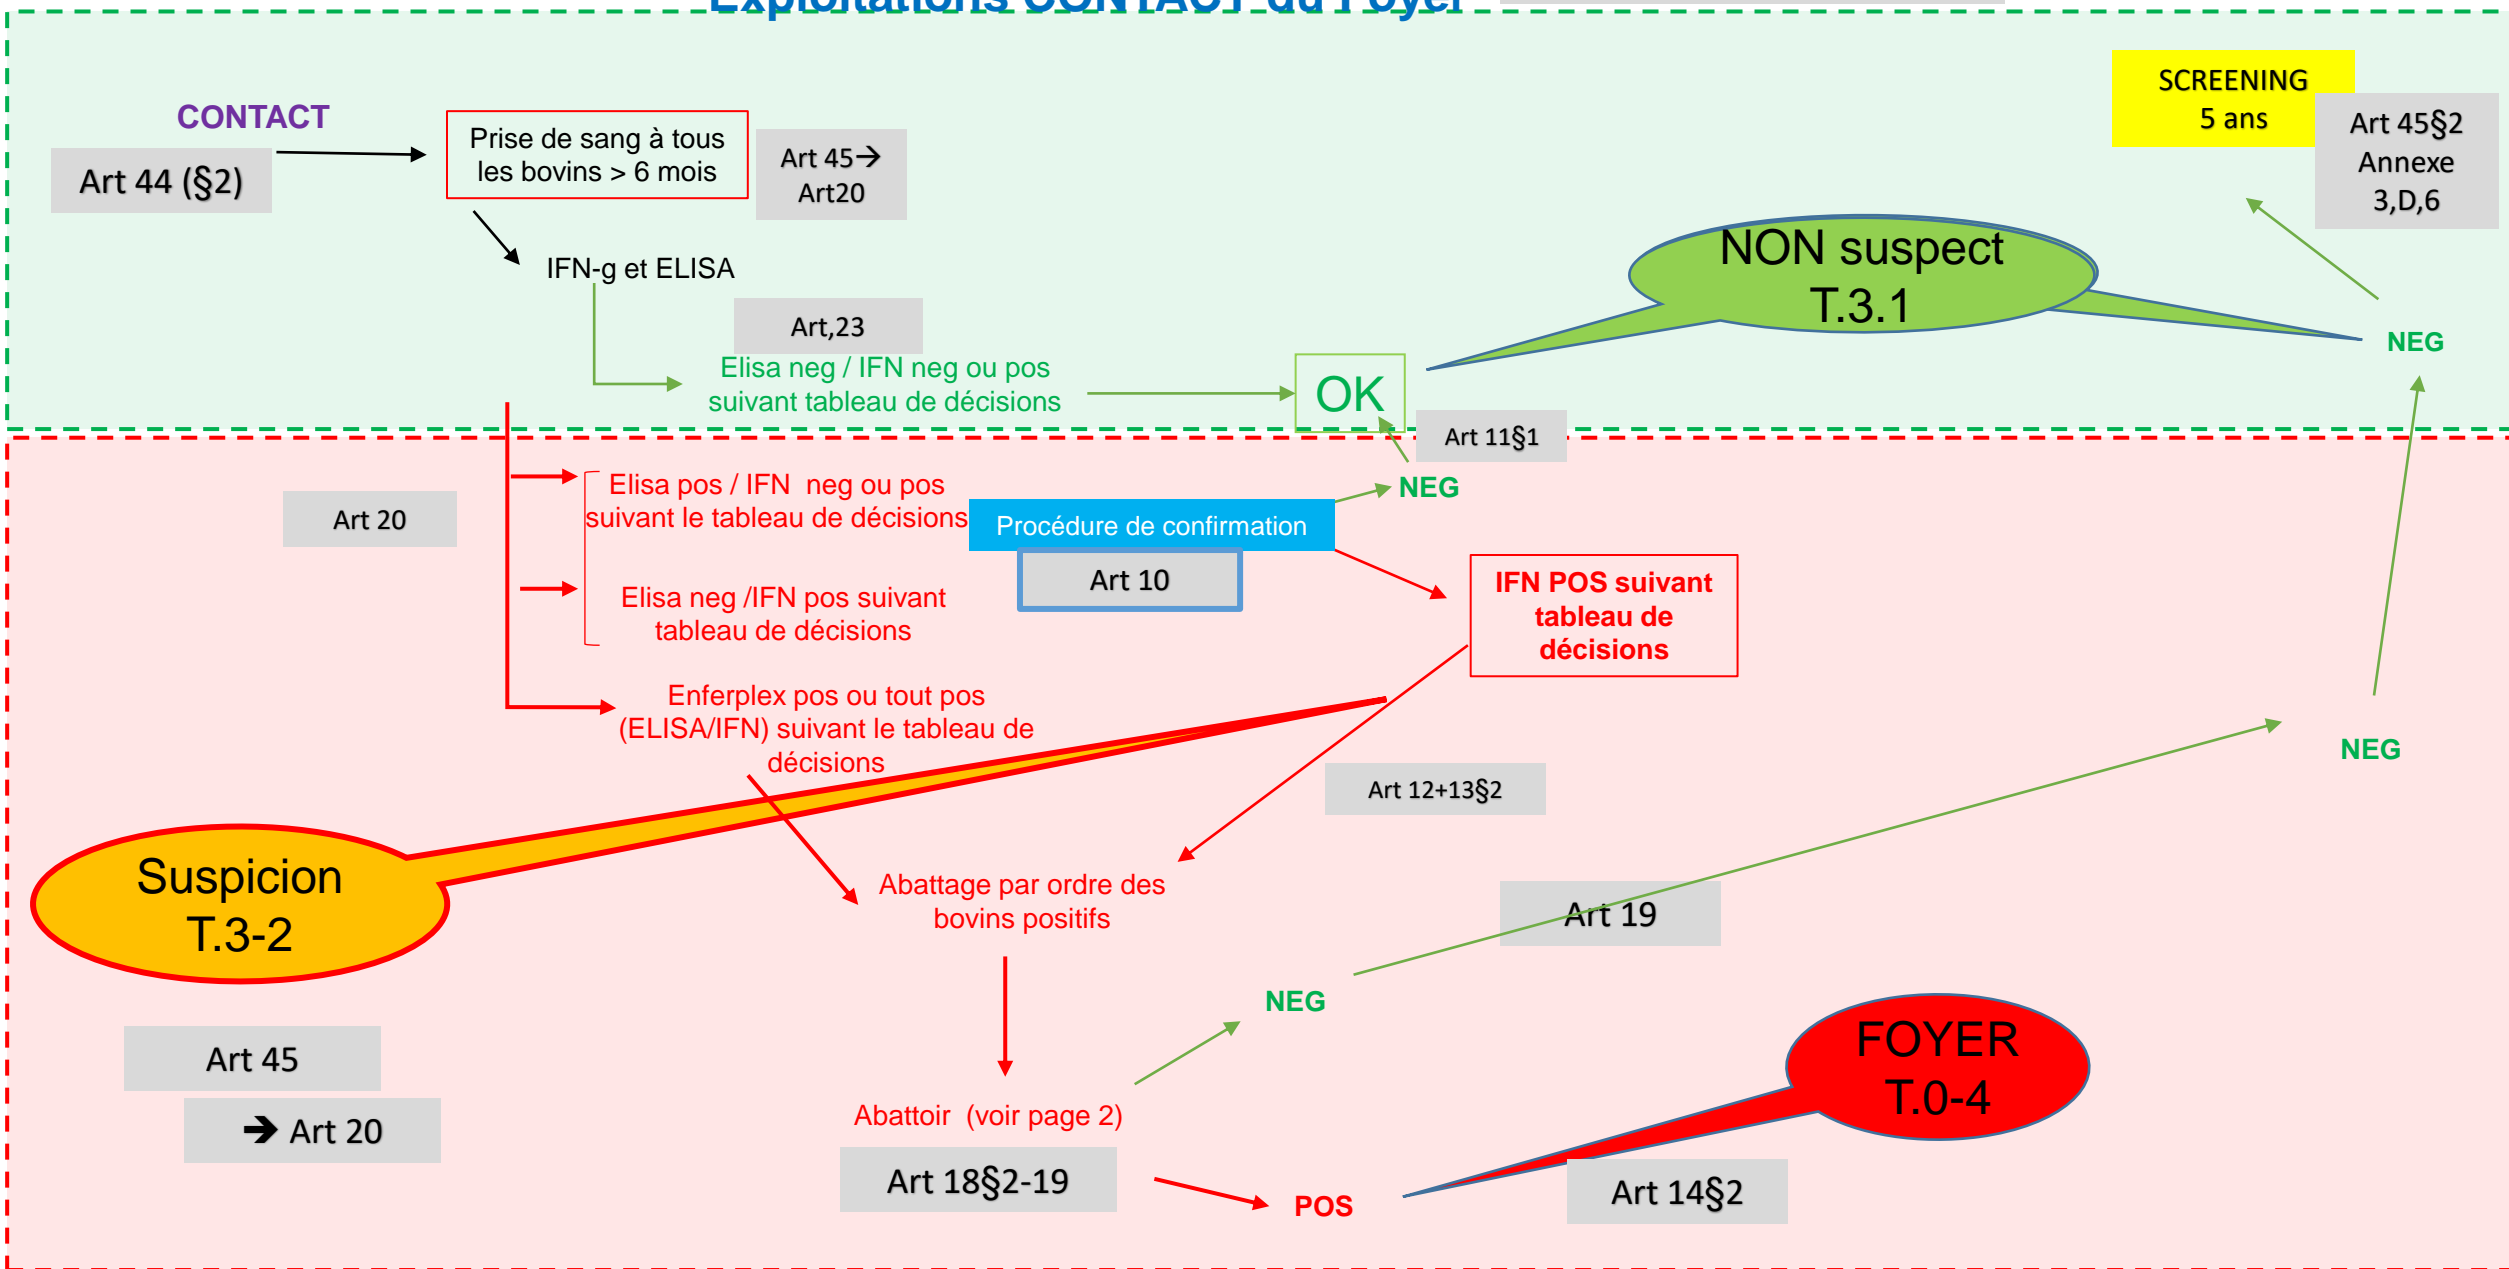 Exploitations CONTACT du Foyer
CONTACT
Art 44 (§2)
Prise de sang à tous
les bovins > 6 mois
Art 45→
Art20
SCREENING
5 ans
Art 45§2
Annexe
3,D,6
IFN-g et ELISA
NON suspect
T.3.1
Art,23
NEG
Elisa neg / IFN neg ou pos
suivant tableau de décisions
OK
Art 11§1
Art 20
Elisa pos / IFN neg ou pos
suivant le tableau de décisions
Procédure de confirmation
Art 10
NEG
Elisa neg /IFN pos suivant
tableau de décisions
IFN POS suivant
tableau de
décisions
Enferplex pos ou tout pos
(ELISA/IFN) suivant le tableau de
décisions
NEG
Art 12+13§2
Suspicion
T.3-2
Abattage par ordre des
bovins positifs
Art 19
NEG
Art 45
→ Art 20
Abattoir (voir page 2)
Art 18§2-19
POS
FOYER
T.0-4
Art 14§2